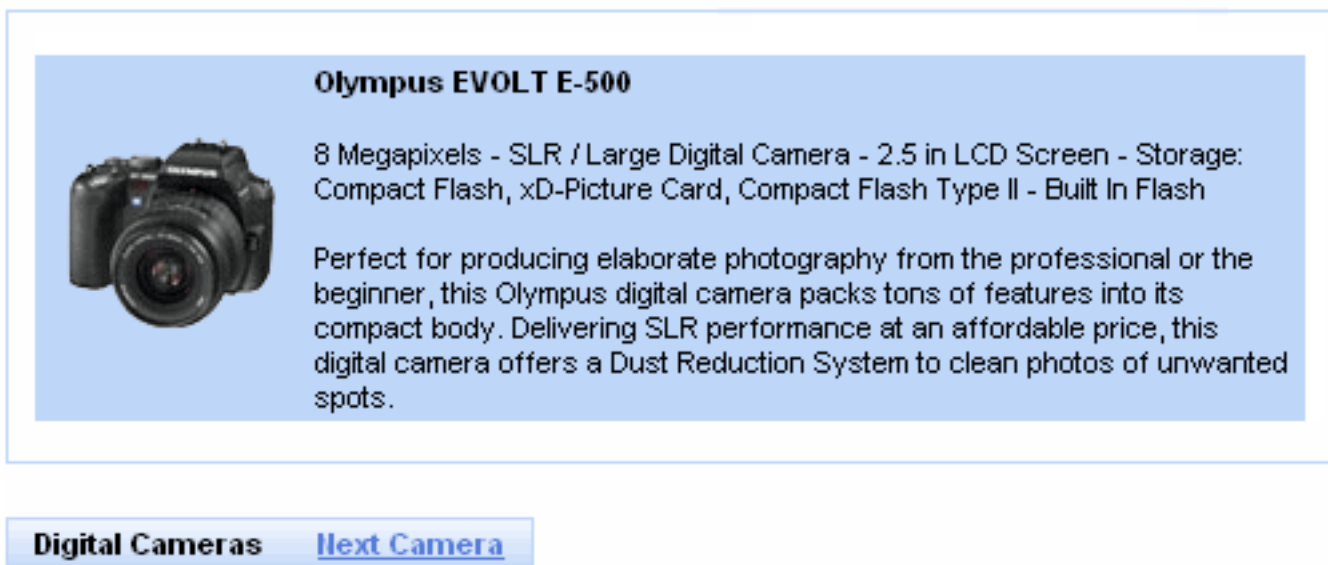 Olympus EVOLT E-500
8 Megapixels - SLR / Large Digital Camera - 2.5 in LCD Screen - Storage:
Compact Flash, xD-Picture Card, Compact Flash Type II - Built In Flash
Perfect for producing elaborate photography from the professional or the
beginner, this Olympus digital camera packs tons of features into its
compact body. Delivering SLR performance at an affordable price, this
digital camera offers a Dust Reduction System to clean photos of unwanted
spots.
OLYMPUS
Digital Cameras Next Camera